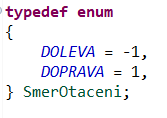 typedef enum
{
DOLEVA = -1,
DOPRAVA = 1,
} SmerOtaceni;